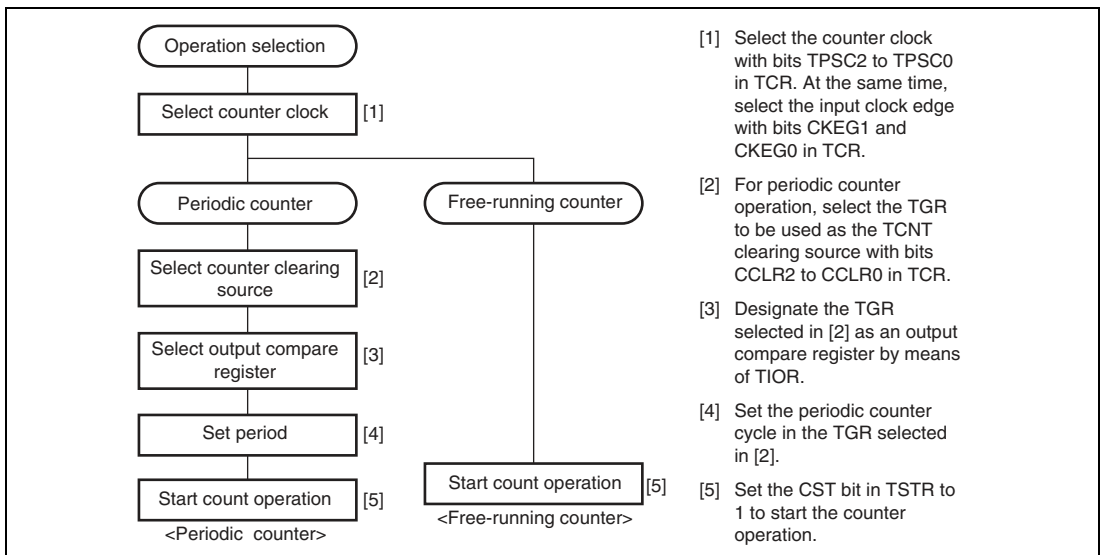 Operation selection
Select counter clock
[1]
Periodic counter
Free-running counter
Select counter clearing
source
[2]
Select output compare
register
[3]
Set period
[4]
Start count operation
[5]
<Periodic counter>
Start count operation
[5]
<Free-running counter>
[1] Select the counter clock
with bits TPSC2 to TPSC0
in TCR. At the same time,
select the input clock edge
with bits CKEG1 and
CKEG0 in TCR.
[2] For periodic counter
operation, select the TGR
to be used as the TCNT
clearing source with bits
CCLR2 to CCLR0 in TCR.
[3] Designate the TGR
selected in [2] as an output
compare register by means
of TIOR.
[4] Set the periodic counter
cycle in the TGR selected
in [2].
[5] Set the CST bit in TSTR to
1 to start the counter
operation.